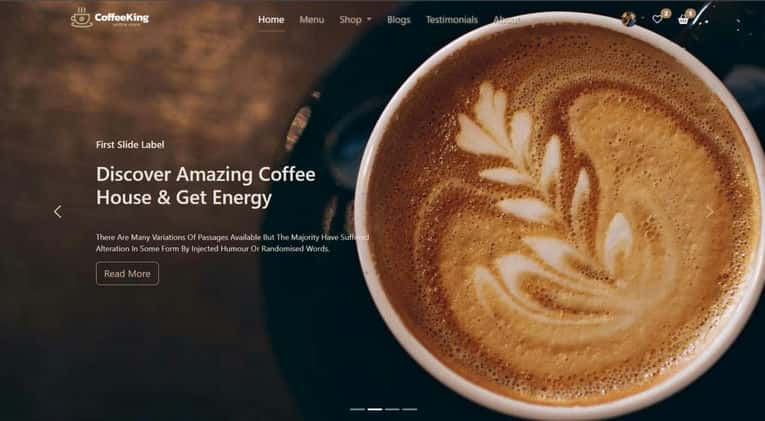 CoffeeKing
Home Menu Shop Blogs Testimonials About
2
5
First Slide Label
Discover Amazing Coffee
House & Get Energy
There Are Many Variations Of Passages Available But The Majority Have Suffered
Alteration In Some Form By Injected Humour Or Randomised Words.
Read More